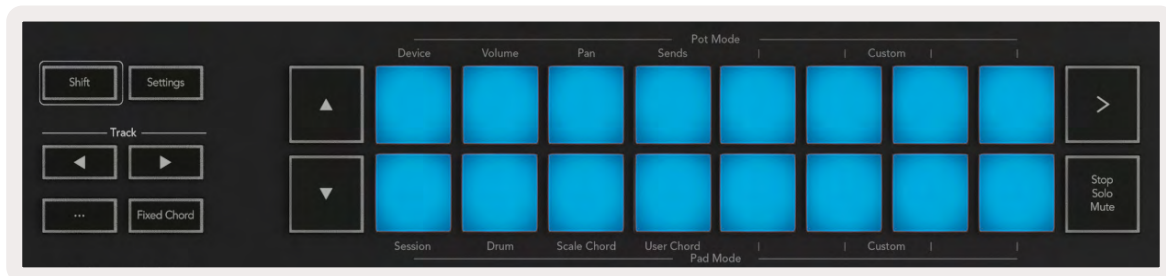 Pot Mode
Device Volume Pan Sends Custom
Shift Settings
Track
... Fixed Chord
Stop
Solo
Mute
Session Drum Scale Chord User Chord Custom
Pad Mode